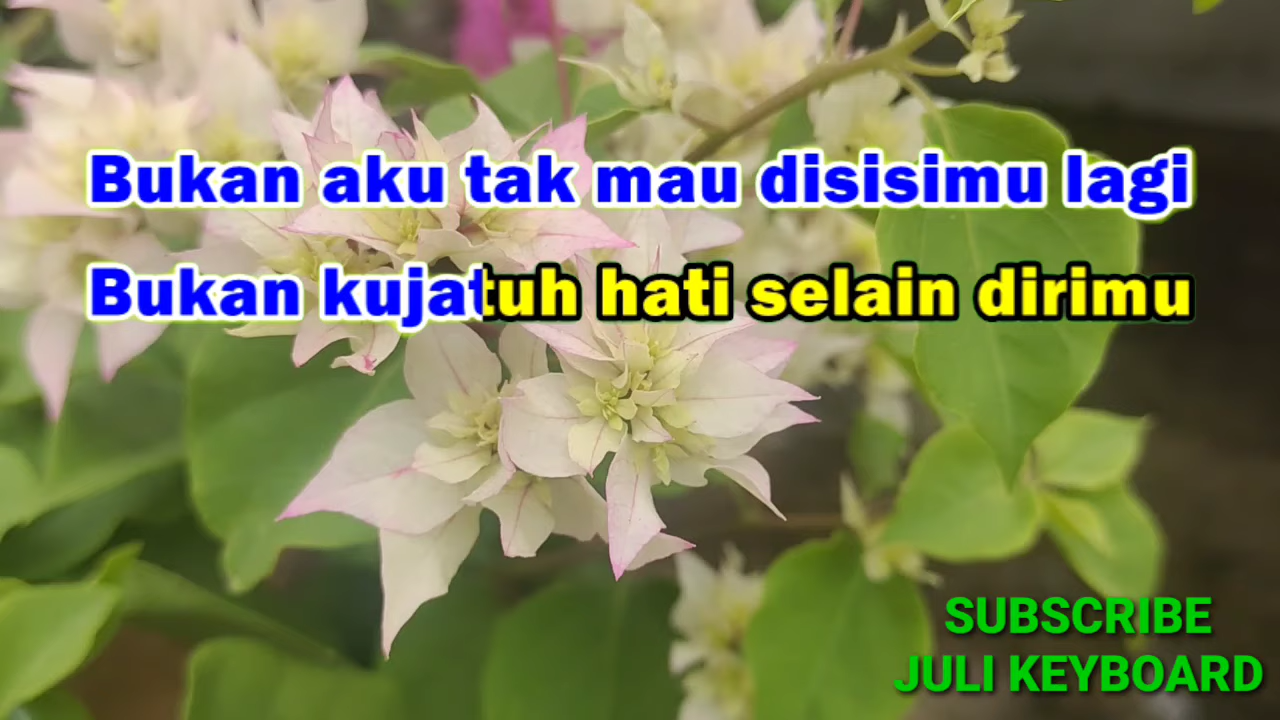 Bukan aku tak mau disisimu lagi
Bukan kujatuh hati selain dirimu
SUBSCRIBE
JULI KEYBOARD